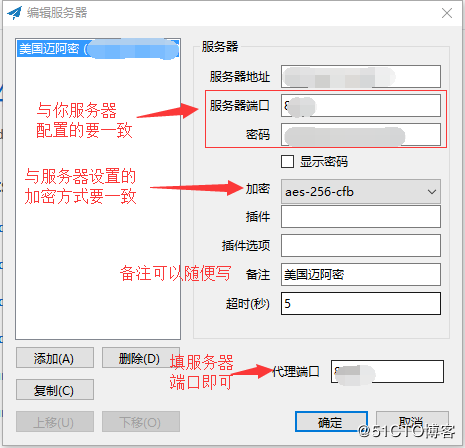 编辑服务器
美国迈阿密 (
服务器
服务器地址
服务器端口 8
密码
显示密码
加密 aes-256-cfb
插件
插件选项
备注 美国迈阿密
超时(秒) 5
代理端口 8
与你服务器
配置的要一致
与服务器设置的
加密方式要一致
备注可以随便写
填服务器
端口即可
添加(A) 删除(D)
复制(C)
上移(U) 下移(O)
确定 取消
@51CTO博客